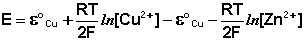 E = ε°Cu + RT/2F ln[Cu²⁺] − ε°Cu − RT/2F ln[Zn²⁺]